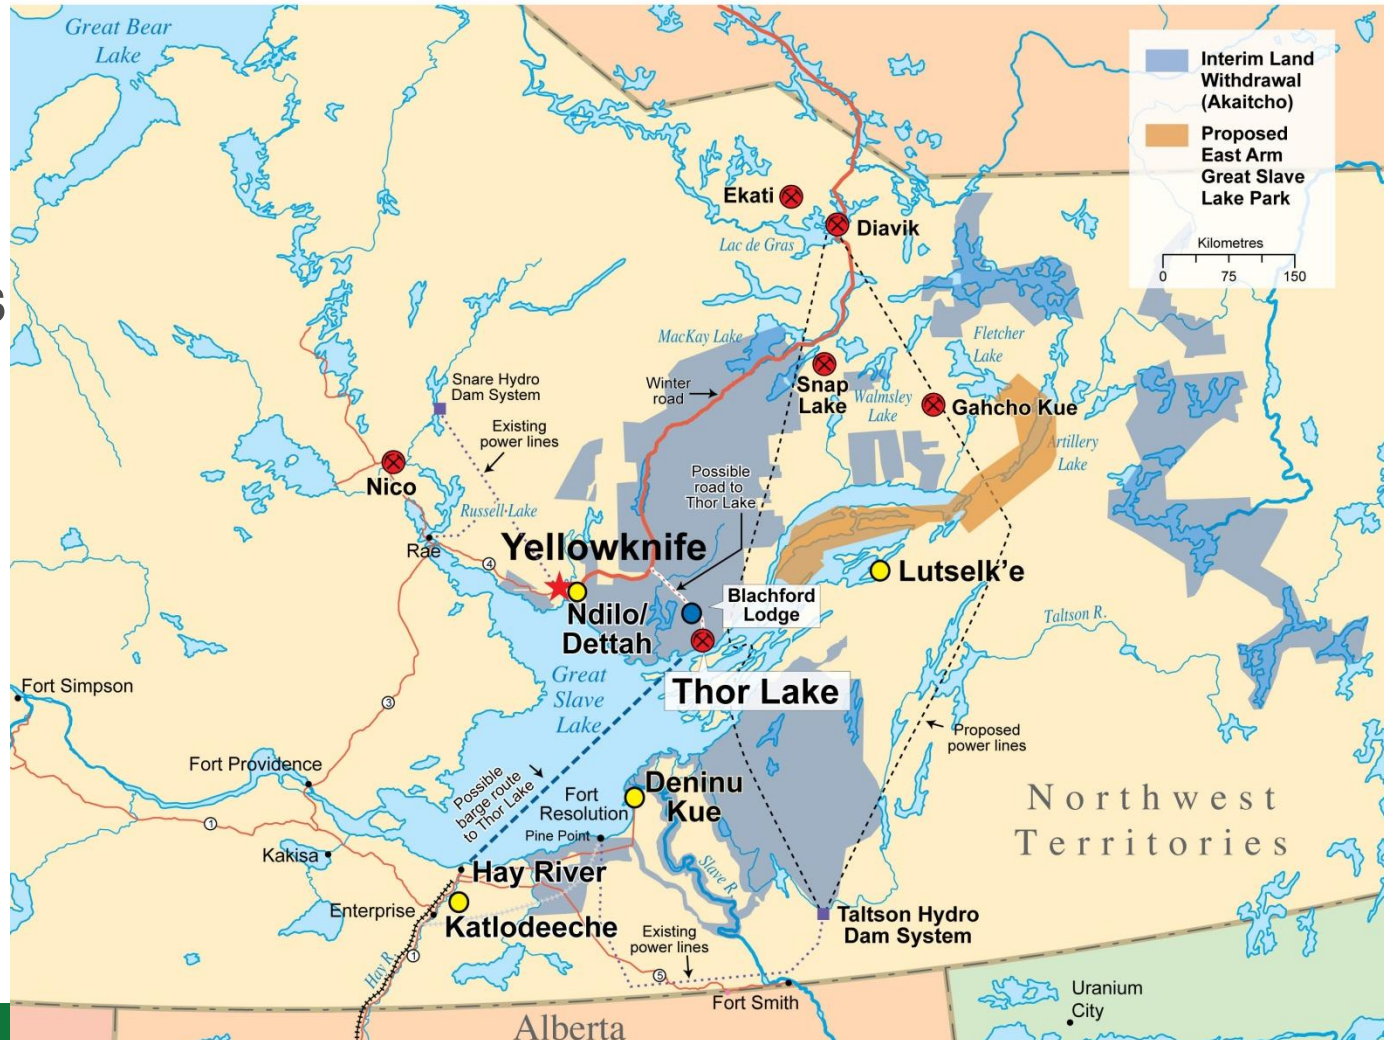 Great Bear
Lake
Interim Land
Withdrawal
(Akaitcho)
Proposed
East Arm
Great Slave
Lake Park
Kilometres
0 75 150
Ekati
Diavik
Lac de Gras
s
MacKay Lake
Fletcher
Lake
Snap
Lake
Walmsley
Lake
Gahcho Kue
Artillery
Lake
Winter
road
Snare Hydro
Dam System
Existing
power lines
Nico
Russell Lake
Possible
road to
Thor Lake
Rae
4
Yellowknife
Ndilo/
Dettah
Blachford
Lodge
Lutselk'e
Taltson R.
Thor Lake
Great
Slave
Lake
Fort Simpson
3
Fort Providence
Possible
barge route
to Thor Lake
Proposed
power lines
Deninu
Kue
Fort
Resolution
Pine Point
Northwest
Territories
1
Kakisa
Hay River
Slave R.
Enterprise
Katlodeeche
Taltson Hydro
Dam System
Existing
power lines
Hay R.
1
5
Fort Smith
Uranium
City
Alberta